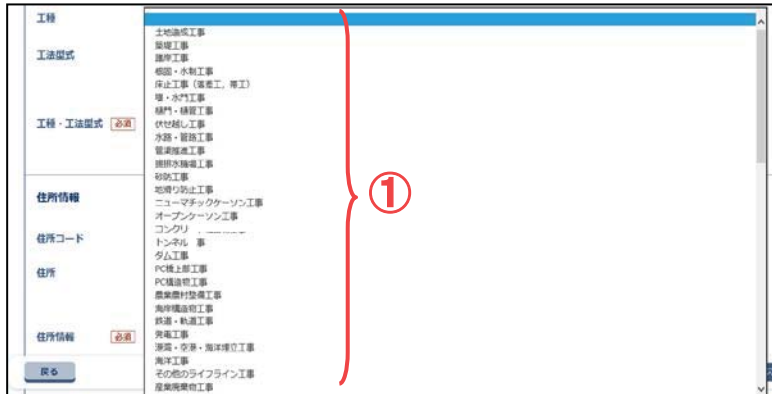 工種
土地造成工事
築堤工事
護岸工事
工法型式
根固・水制工事
床止工事（落差工，帯工）
堰・水門工事
樋門・樋管工事
工種・工法型式 必須
伏せ越し工事
水路・管路工事
管渠推進工事
揚排水機場工事
砂防工事
地滑り防止工事
住所情報
ニューマチックケーソン工事
オープンケーソン工事
コンクリ
トンネル 事
住所コード
ダム工事
PC橋上部工事
住所
PC構造物工事
農業農村整備工事
海岸構造物工事
鉄道・軌道工事
発電工事
住所情報 必須
港湾・空港・海洋埋立工事
海洋工事
その他のライフライン工事
戻る
産業廃棄物工事
①